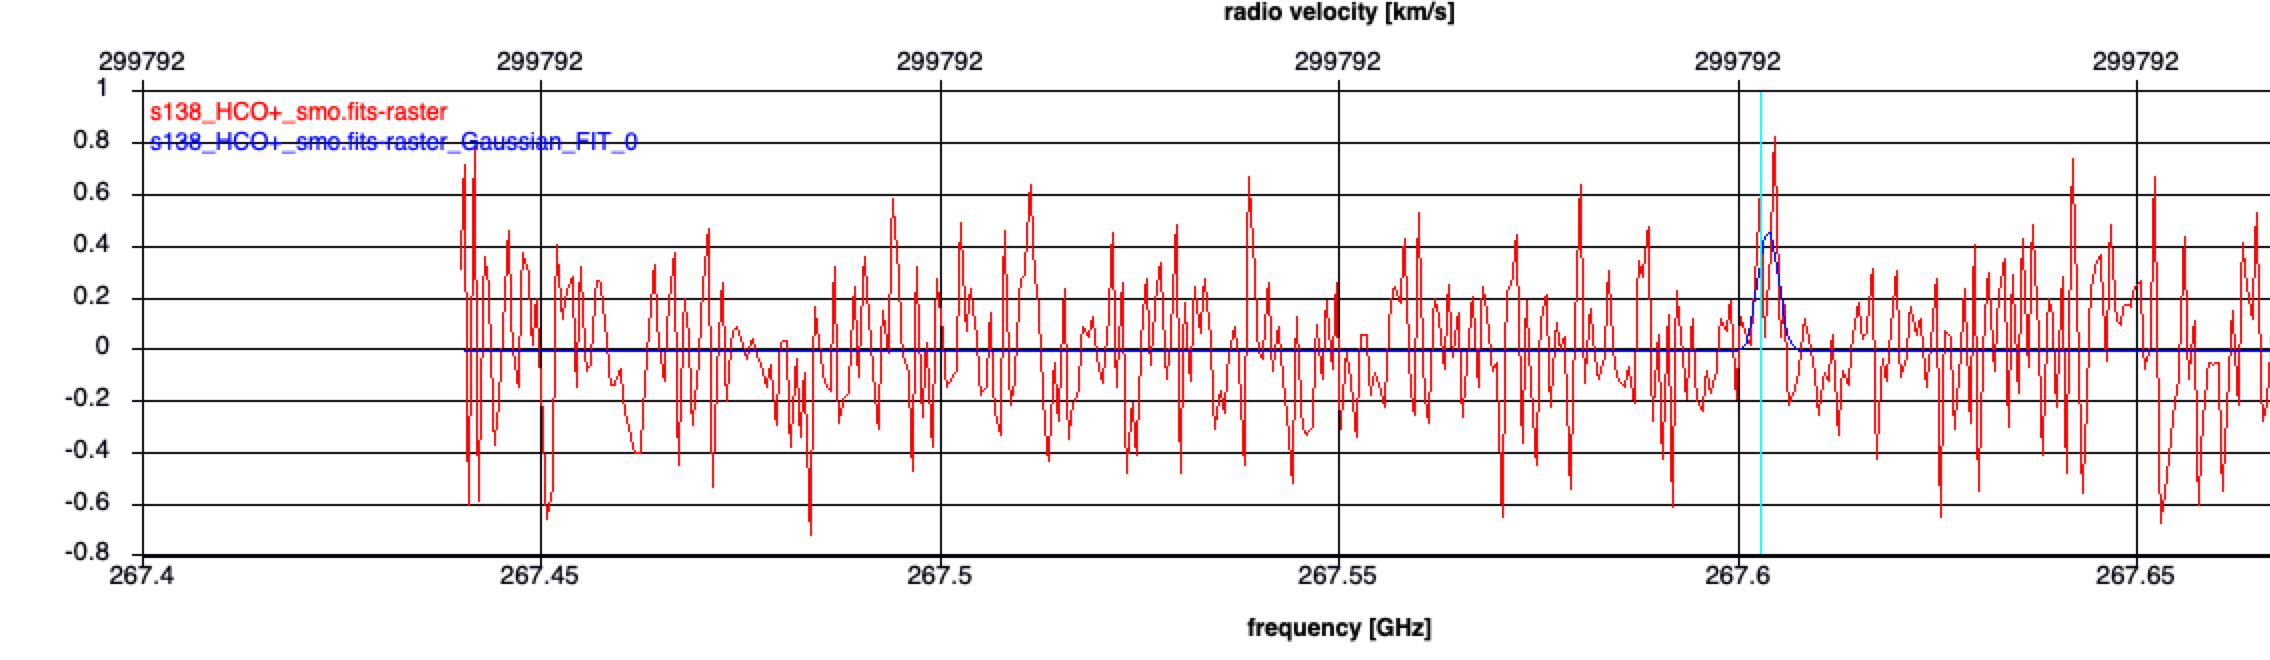 radio velocity [km/s]
299792 299792 299792 299792 299792 299792
1
s138_HCO+_smo.fits-raster
0.8
s138_HCO+_smo.fits-raster_Gaussian_FIT_0
0.6
0.4
0.2
0
-0.2
-0.4
-0.6
-0.8
267.4 267.45 267.5 267.55 267.6 267.65
frequency [GHz]